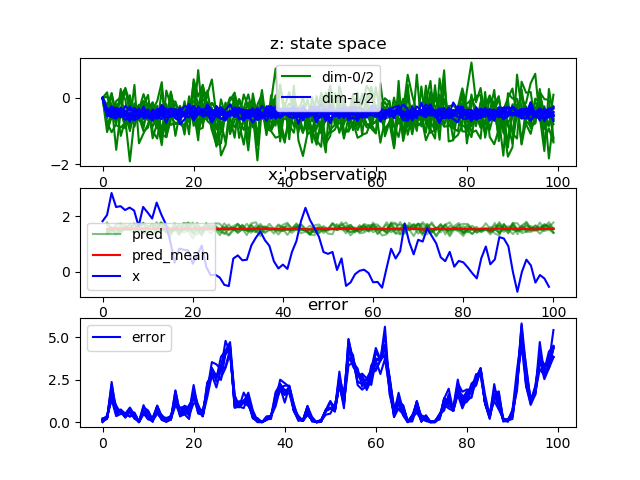 z: state space
0
−2
dim-0/2
dim-1/2
0 20 40 60 80 100
x: observation
2
0
pred
pred_mean
x
0 20 40 60 80 100
error
5.0
2.5
0.0
error
0 20 40 60 80 100